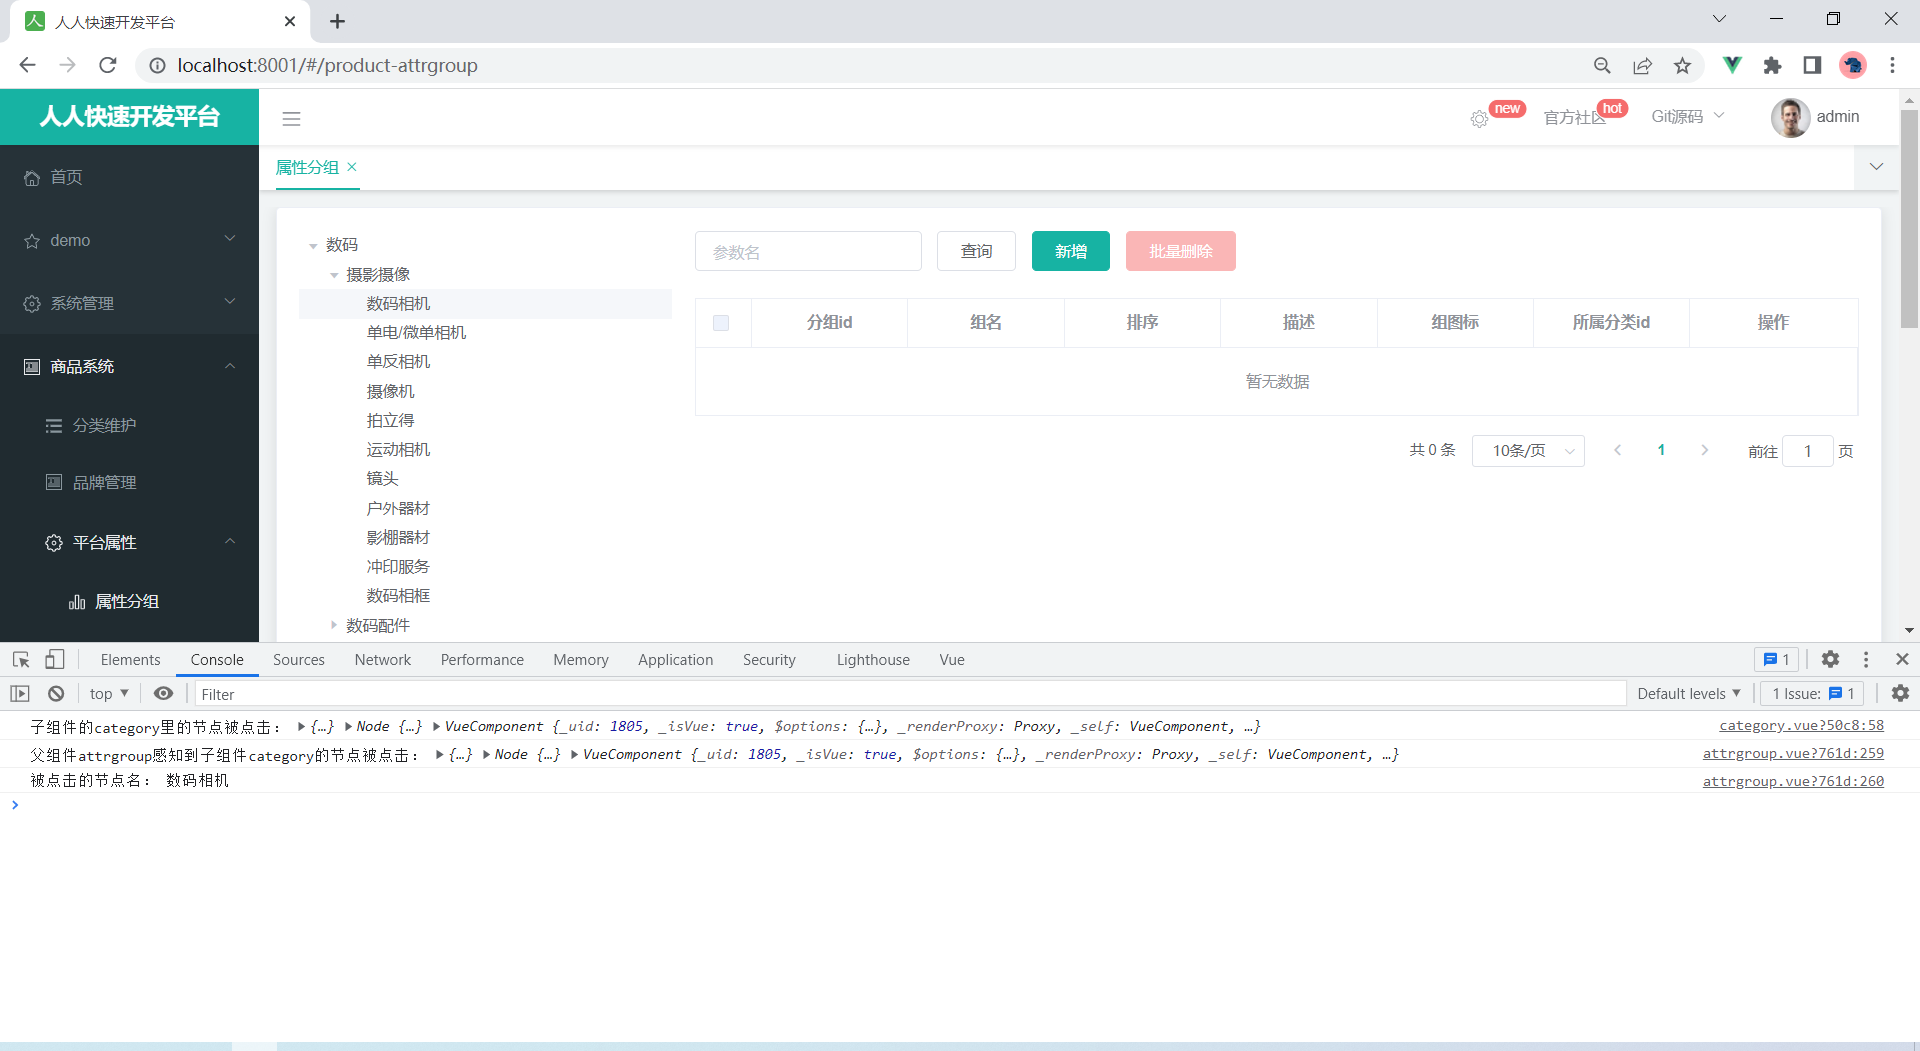 人人快速开发平台
localhost:8001/#/product-attrgroup
人人快速开发平台
new
官方社区
hot
Git源码
admin
属性分组
首页
demo
系统管理
商品系统
分类维护
品牌管理
平台属性
属性分组
数码
摄影摄像
数码相机
单电/微单相机
单反相机
摄像机
拍立得
运动相机
镜头
户外器材
影棚器材
冲印服务
数码相框
数码配件
参数名 查询 新增 批量删除
分组id 组名 排序 描述 组图标 所属分类id 操作
暂无数据
共 0 条 10条/页 1 前往 1 页
Elements Console Sources Network Performance Memory Application Security Lighthouse Vue 1
top Filter Default levels 1 Issue: 1
子组件的category里的节点被点击： {…} Node {…} VueComponent {_uid: 1805, _isVue: true, $options: {…}, _renderProxy: Proxy, _self: VueComponent, …} category.vue?50c8:58
父组件attrgroup感知到子组件category的节点被点击： {…} Node {…} VueComponent {_uid: 1805, _isVue: true, $options: {…}, _renderProxy: Proxy, _self: VueComponent, …} attrgroup.vue?761d:259
被点击的节点名： 数码相机 attrgroup.vue?761d:260